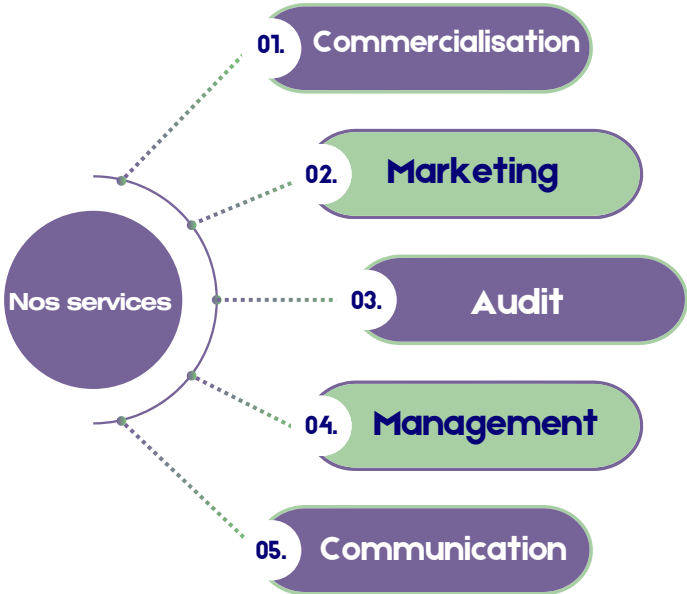 Nos services
01. Commercialisation
02. Marketing
03. Audit
04. Management
05. Communication